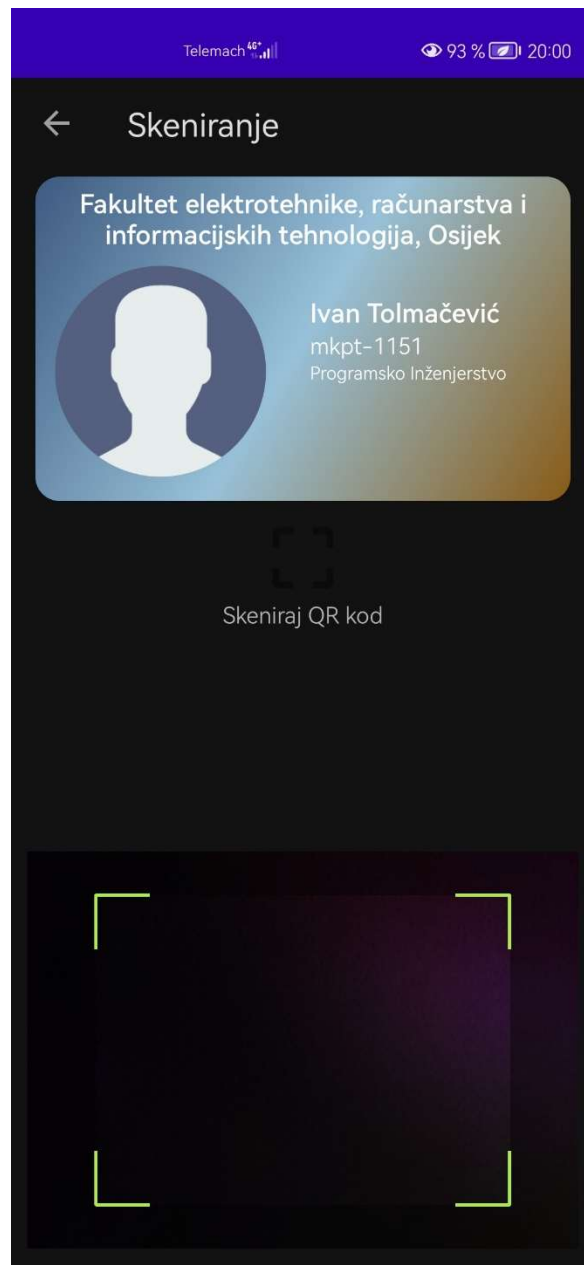 Telemach 4G+ 93 % 20:00
Skeniranje
Fakultet elektrotehnike, računarstva i
informacijskih tehnologija, Osijek
Ivan Tolmačević
mkpt-1151
Programsko Inženjerstvo
Skeniraj QR kod